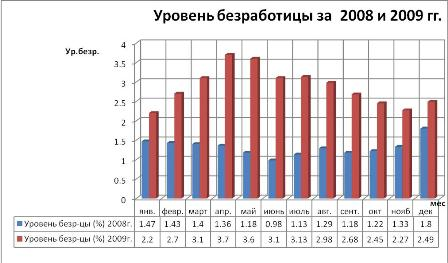 Уровень безработицы за 2008 и 2009 гг.
Ур.безр.
4
3.5
3
2.5
2
1.5
1
0.5
0
мес
янв. февр. март апр. май июнь июль авг. сент. окт нояб дек
Уровень безр-цы (%) 2008г. 1.47 1.43 1.4 1.36 1.18 0.98 1.13 1.29 1.18 1.22 1.33 1.8
Уровень безр-цы (%) 2009г. 2.2 2.7 3.1 3.7 3.6 3.1 3.13 2.98 2.68 2.45 2.27 2.49